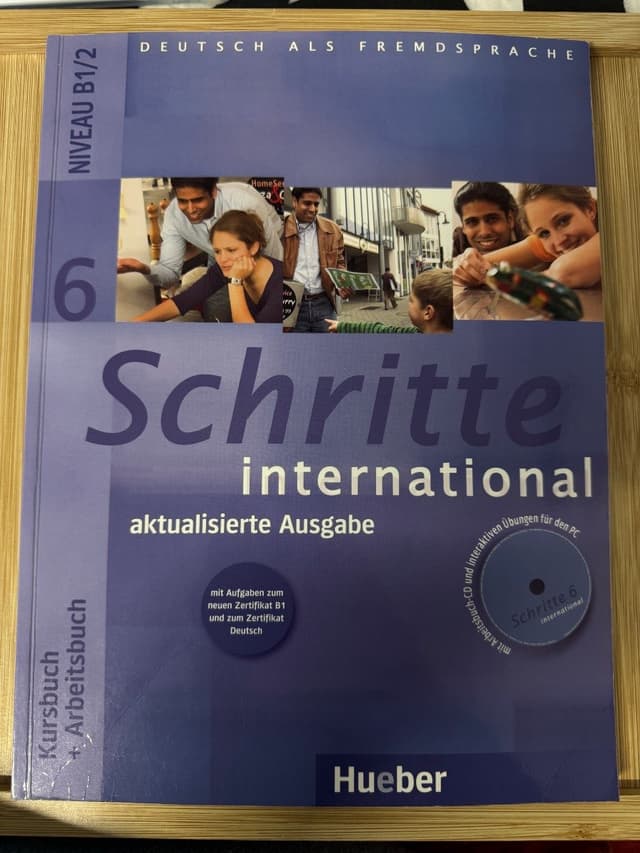 DEUTSCH ALS FREMDSPRACHE
NIVEAU B1/2
6
Schritte
international
aktualisierte Ausgabe
mit Aufgaben zum
neuen Zertifikat B1
und zum Zertifikat
Deutsch
mit Arbeitsbuch-CD und interaktiven Übungen für den PC
Schritte 6
international
Kursbuch
+ Arbeitsbuch
Hueber